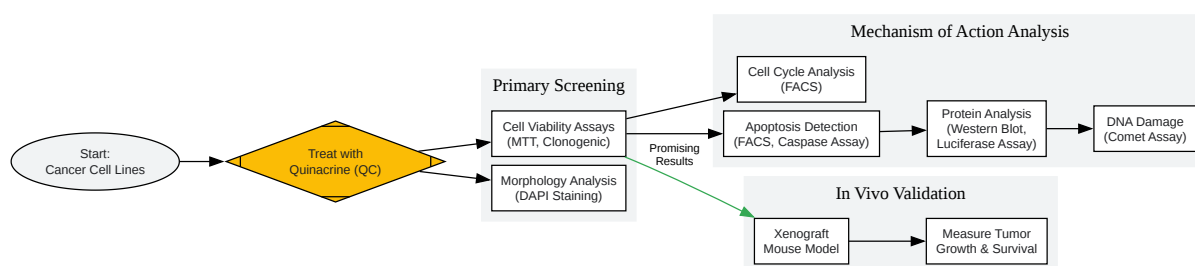 Start:
Cancer Cell Lines
Treat with
Quinacrine (QC)
Primary Screening
Cell Viability Assays
(MTT, Clonogenic)
Morphology Analysis
(DAPI Staining)
Promising
Results
Mechanism of Action Analysis
Cell Cycle Analysis
(FACS)
Apoptosis Detection
(FACS, Caspase Assay)
Protein Analysis
(Western Blot,
Luciferase Assay)
DNA Damage
(Comet Assay)
In Vivo Validation
Xenograft
Mouse Model
Measure Tumor
Growth & Survival